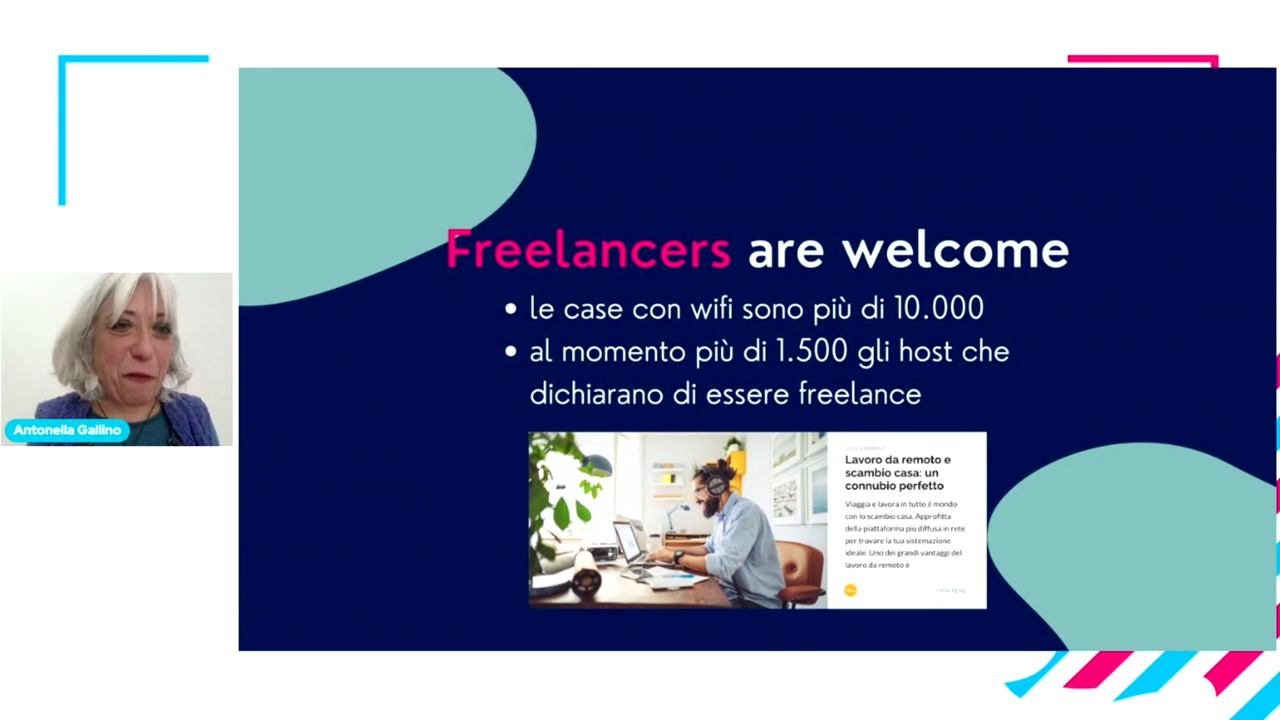 Freelancers are welcome
• le case con wifi sono più di 10.000
• al momento più di 1.500 gli host che
dichiarano di essere freelance
Antonella Gallino
Lavoro da remoto e
scambio casa: un
connubio perfetto
Viaggia e lavora in tutto il mondo
con lo scambio casa. Approfitta
della piattaforma più diffusa in rete
per trovare la tua sistemazione
ideale. Uno dei grandi vantaggi del
lavoro da remoto è